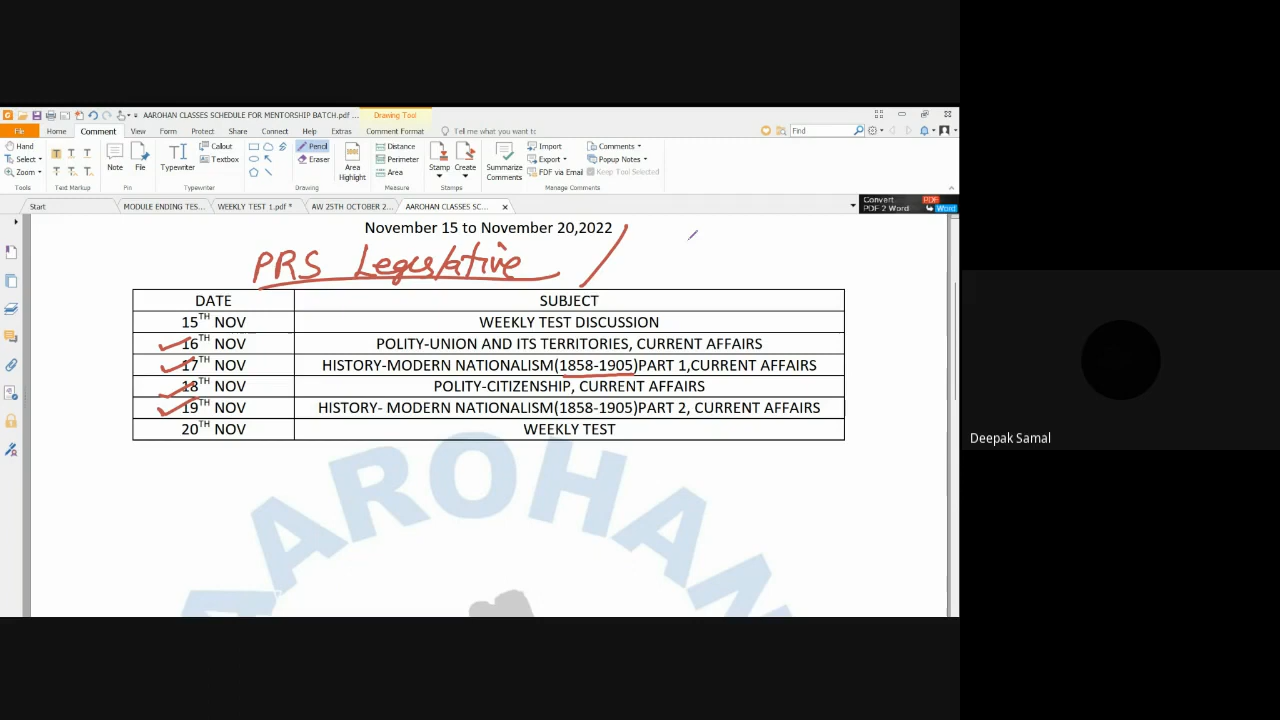 AAROHAN CLASSES SCHEDULE FOR MENTORSHIP BATCH.pdf ...
Drawing Tool
File Home Comment View Form Protect Share Connect Help Extras Comment Format Tell me what you want tc
Find
Hand
Select
Zoom
Tools
Text Markup
Note
File
Pin
Typewriter
Callout
Textbox
Typewriter
Pencil
Eraser
Drawing
Area Highlight
Distance
Perimeter
Area
Measure
Stamp
Create
Stamps
Summarize Comments
Import
Export
FDF via Email
Comments
Popup Notes
Keep Tool Selected
Manage Comments
Start
MODULE ENDING TES...
WEEKLY TEST 1.pdf *
AW 25TH OCTOBER 2...
AAROHAN CLASSES SC...
Convert PDF
PDF 2 Word Word
November 15 to November 20,2022
PRS Legislative
DATE SUBJECT
15TH NOV WEEKLY TEST DISCUSSION
16TH NOV POLITY-UNION AND ITS TERRITORIES, CURRENT AFFAIRS
17TH NOV HISTORY-MODERN NATIONALISM(1858-1905)PART 1,CURRENT AFFAIRS
18TH NOV POLITY-CITIZENSHIP, CURRENT AFFAIRS
19TH NOV HISTORY- MODERN NATIONALISM(1858-1905)PART 2, CURRENT AFFAIRS
20TH NOV WEEKLY TEST
AAROHAN
Deepak Samal